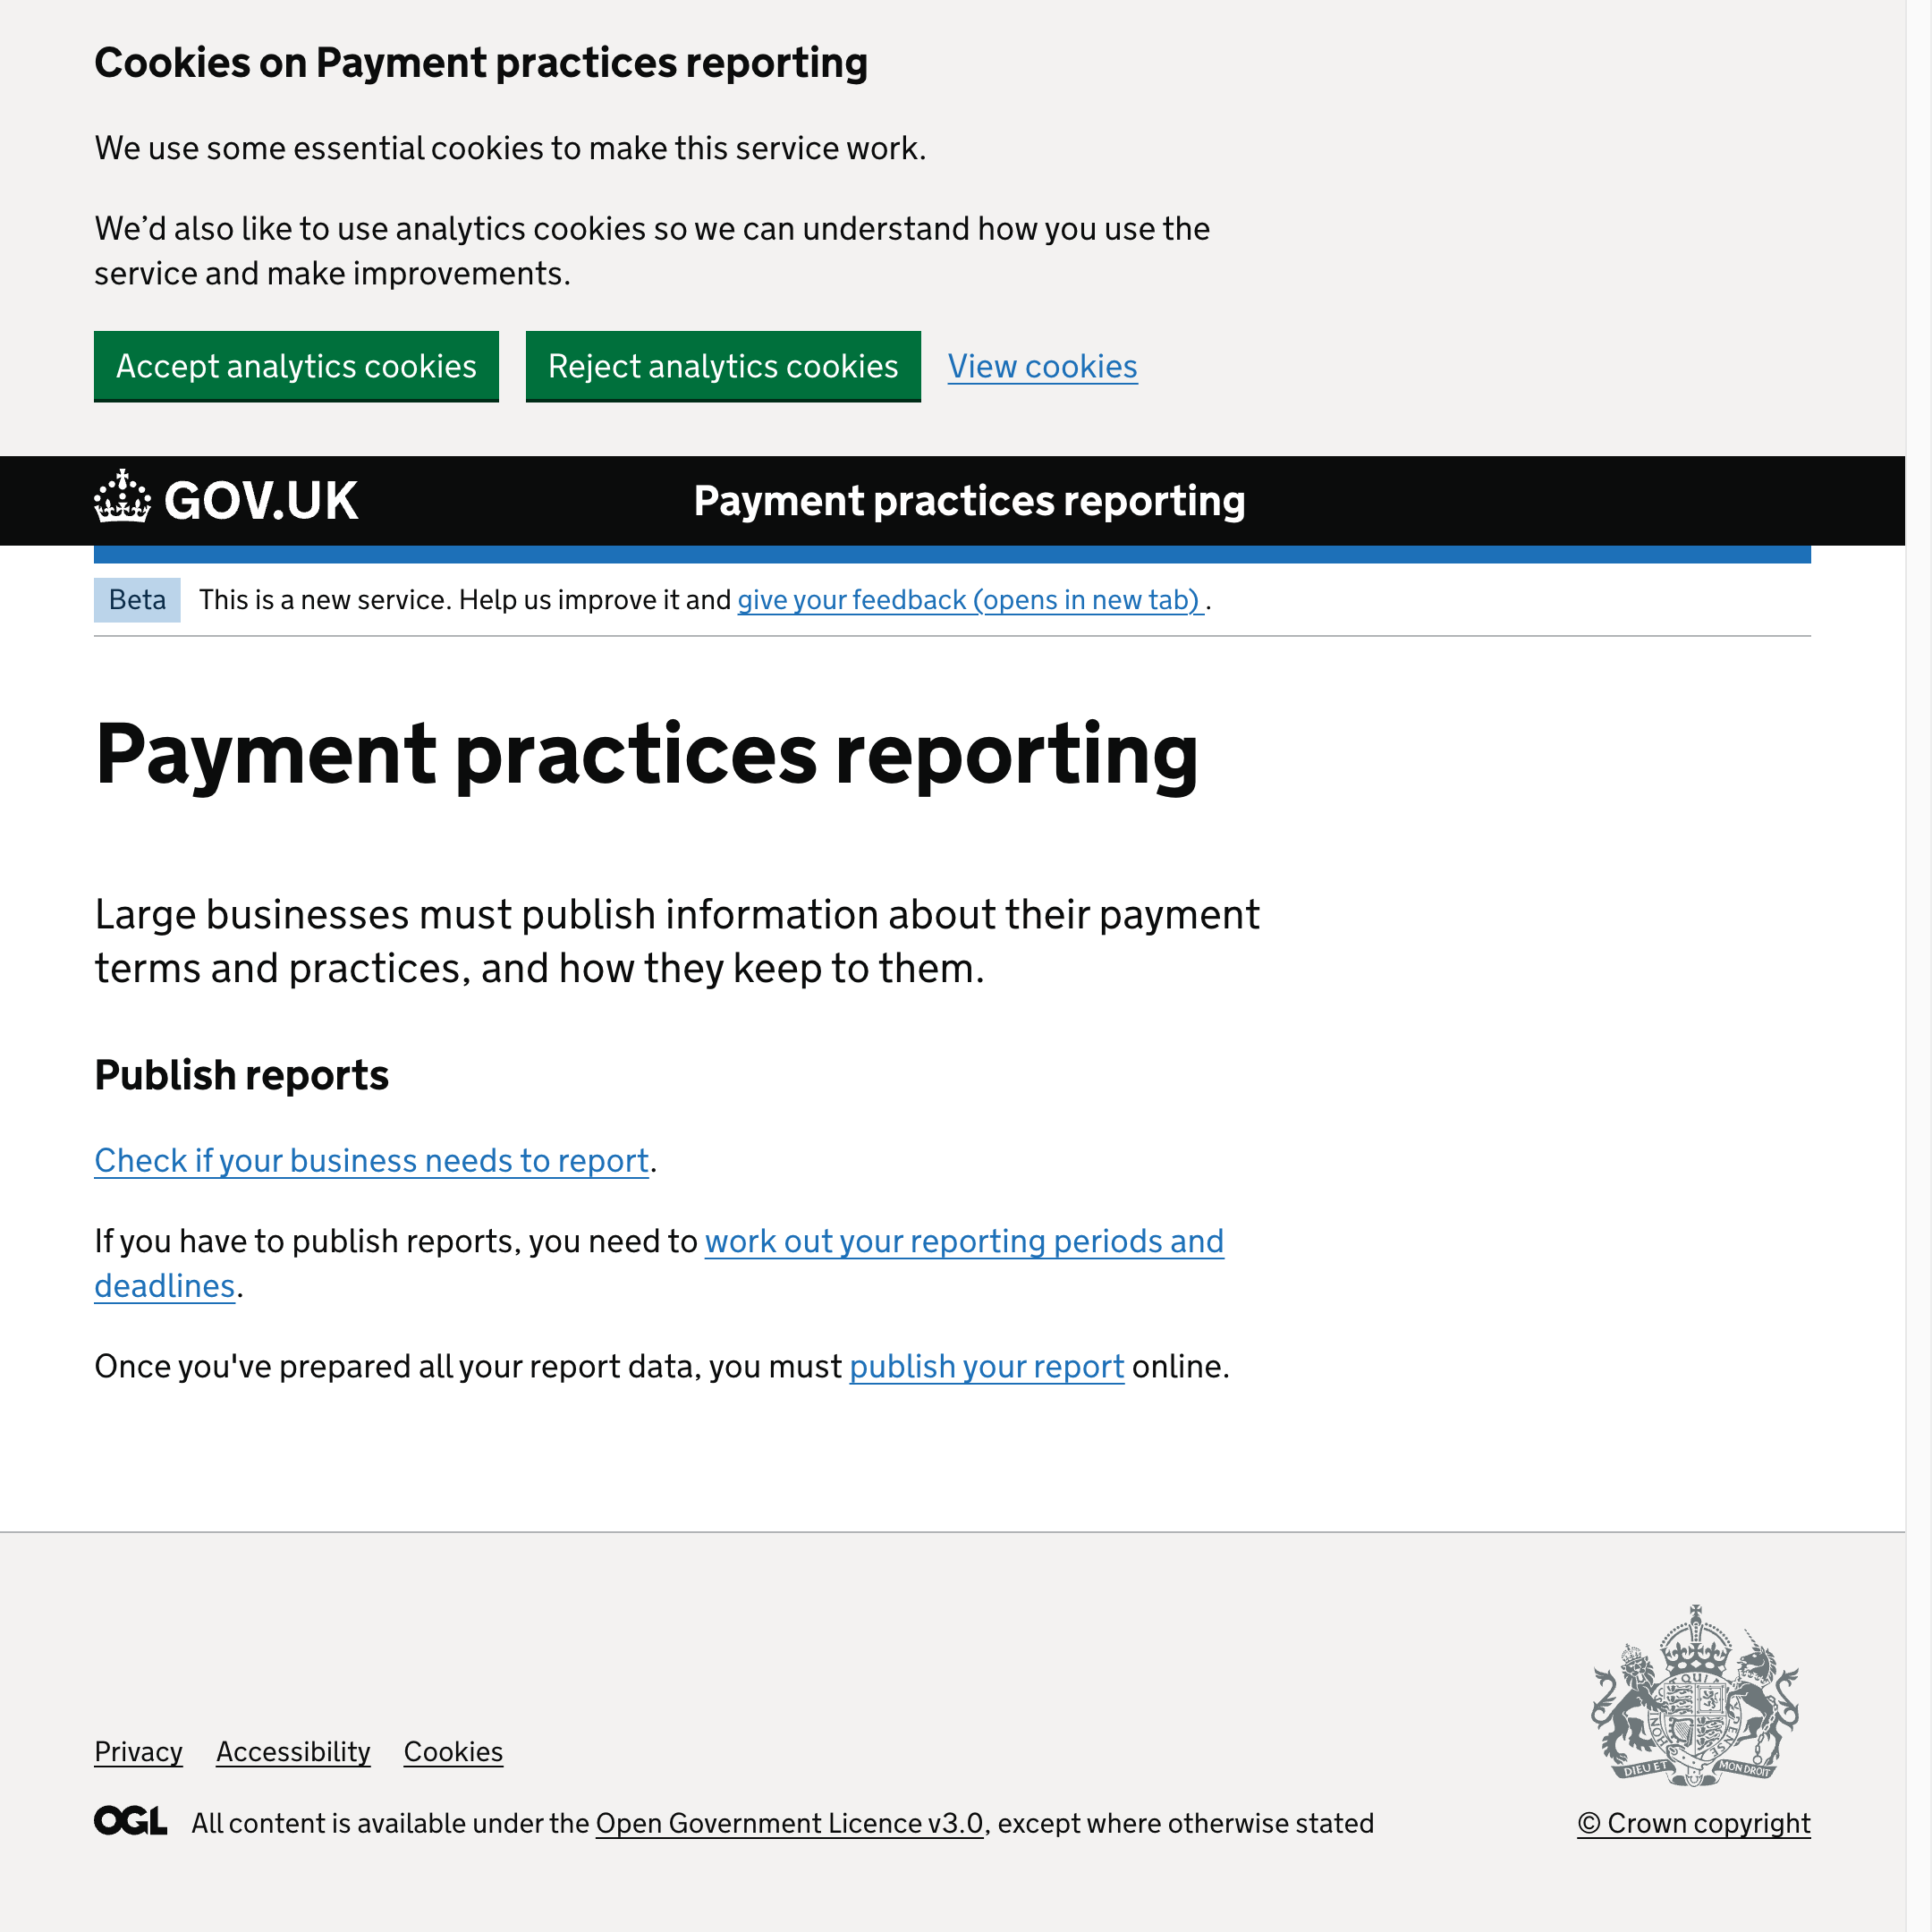 Cookies on Payment practices reporting
We use some essential cookies to make this service work.
We’d also like to use analytics cookies so we can understand how you use the
service and make improvements.
Accept analytics cookies Reject analytics cookies View cookies
GOV.UK Payment practices reporting
Beta This is a new service. Help us improve it and give your feedback (opens in new tab) .
Payment practices reporting
Large businesses must publish information about their payment
terms and practices, and how they keep to them.
Publish reports
Check if your business needs to report.
If you have to publish reports, you need to work out your reporting periods and
deadlines.
Once you've prepared all your report data, you must publish your report online.
DIEU ET MON DROIT
Privacy Accessibility Cookies
OGL All content is available under the Open Government Licence v3.0, except where otherwise stated
© Crown copyright